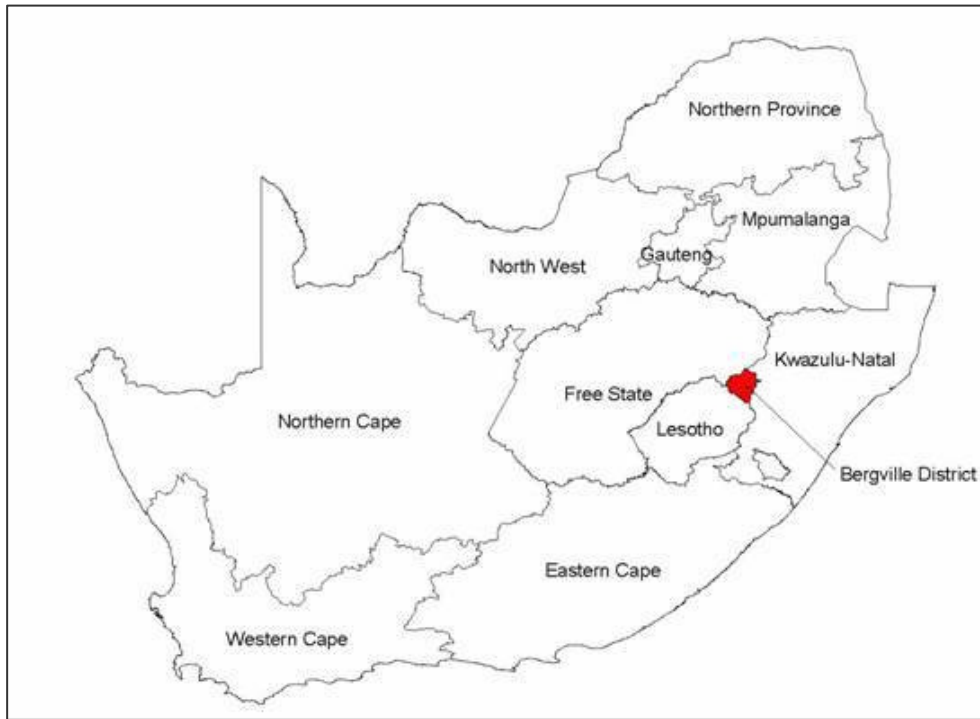 Northern Province
Mpumalanga
Gauteng
North West
Kwazulu-Natal
Free State
Northern Cape
Lesotho
Bergville District
Eastern Cape
Western Cape